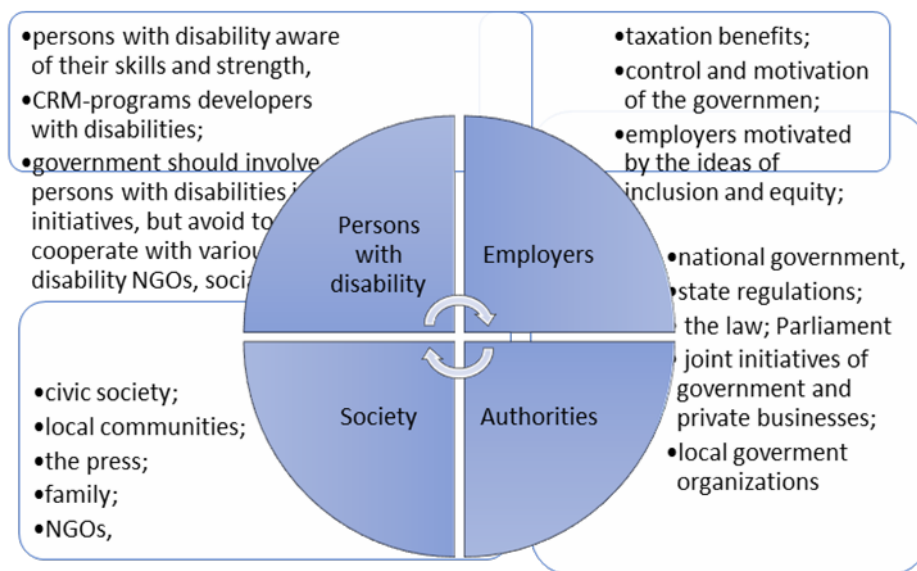 •persons with disability aware
of their skills and strength,
•CRM-programs developers
with disabilities;
•government should involve
persons with disabilities
initiatives, but avoid to
cooperate with various
disability NGOs,
•taxation benefits;
•control and motivation
of the governmen;
•employers motivated
by the ideas of
inclusion and equity;
Persons
with
disability
Employers
•national government,
•state regulations;
• the law; Parliament
•joint initiatives of
government and
private businesses;
•local goverment
organizations
Society
Authorities
•civic society;
•local communities;
•the press;
•family;
•NGOs,